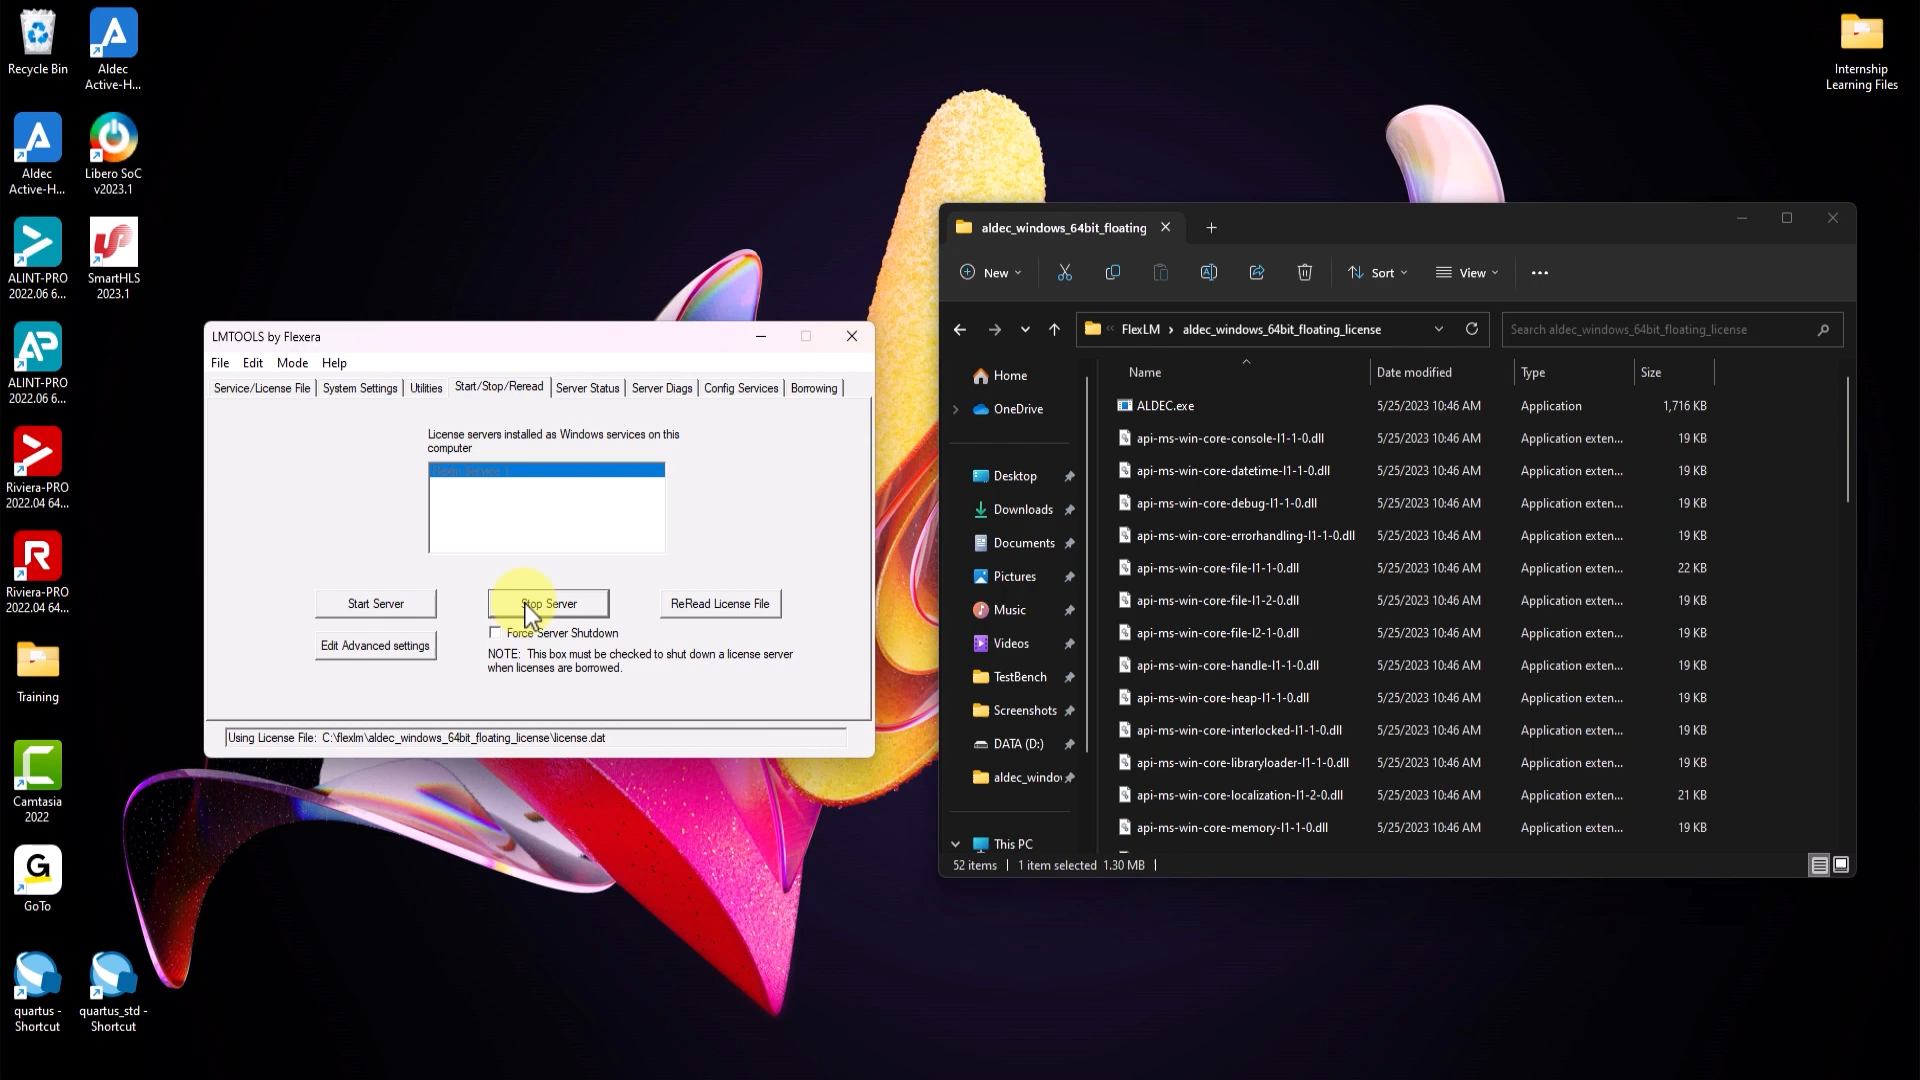 Recycle Bin
Aldec
Active-H...
Aldec
Active-H...
Libero SoC
v2023.1
ALINT-PRO
2022.06 6...
SmartHLS
2023.1
ALINT-PRO
2022.06 6...
Riviera-PRO
2022.04 64...
Riviera-PRO
2022.04 64...
Training
Camtasia
2022
GoTo
quartus -
Shortcut
quartus_std -
Shortcut
Internship
Learning Files
LMTOOLS by Flexera
File Edit Mode Help
Service/License File System Settings Utilities Start/Stop/Reread Server Status Server Diags Config Services Borrowing
License servers installed as Windows services on this
computer
Flexlm Service 1
Start Server Stop Server ReRead License File
Force Server Shutdown
Edit Advanced settings
NOTE: This box must be checked to shut down a license server
when licenses are borrowed.
Using License File: C:\flexlm\aldec_windows_64bit_floating_license\license.dat
aldec_windows_64bit_floating
New Sort View
FlexLM aldec_windows_64bit_floating_license Search aldec_windows_64bit_floating_license
Home
OneDrive
Desktop
Downloads
Documents
Pictures
Music
Videos
TestBench
Screenshots
DATA (D:)
aldec_windo
This PC
Name Date modified Type Size
ALDEC.exe 5/25/2023 10:46 AM Application 1,716 KB
api-ms-win-core-console-l1-1-0.dll 5/25/2023 10:46 AM Application exten... 19 KB
api-ms-win-core-datetime-l1-1-0.dll 5/25/2023 10:46 AM Application exten... 19 KB
api-ms-win-core-debug-l1-1-0.dll 5/25/2023 10:46 AM Application exten... 19 KB
api-ms-win-core-errorhandling-l1-1-0.dll 5/25/2023 10:46 AM Application exten... 19 KB
api-ms-win-core-file-l1-1-0.dll 5/25/2023 10:46 AM Application exten... 22 KB
api-ms-win-core-file-l1-2-0.dll 5/25/2023 10:46 AM Application exten... 19 KB
api-ms-win-core-file-l2-1-0.dll 5/25/2023 10:46 AM Application exten... 19 KB
api-ms-win-core-handle-l1-1-0.dll 5/25/2023 10:46 AM Application exten... 19 KB
api-ms-win-core-heap-l1-1-0.dll 5/25/2023 10:46 AM Application exten... 19 KB
api-ms-win-core-interlocked-l1-1-0.dll 5/25/2023 10:46 AM Application exten... 19 KB
api-ms-win-core-libraryloader-l1-1-0.dll 5/25/2023 10:46 AM Application exten... 19 KB
api-ms-win-core-localization-l1-2-0.dll 5/25/2023 10:46 AM Application exten... 21 KB
api-ms-win-core-memory-l1-1-0.dll 5/25/2023 10:46 AM Application exten... 19 KB
52 items 1 item selected 1.30 MB